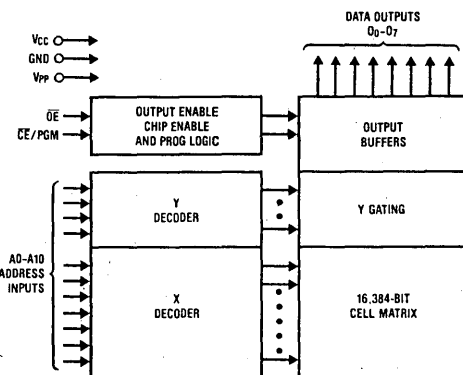 DATA OUTPUTS
O0-O7
VCC
GND
VPP
OE
CE/PGM
OUTPUT ENABLE
CHIP ENABLE
AND PROG LOGIC
OUTPUT
BUFFERS
Y
DECODER
Y GATING
A0-A10
ADDRESS
INPUTS
X
DECODER
16,384-BIT
CELL MATRIX